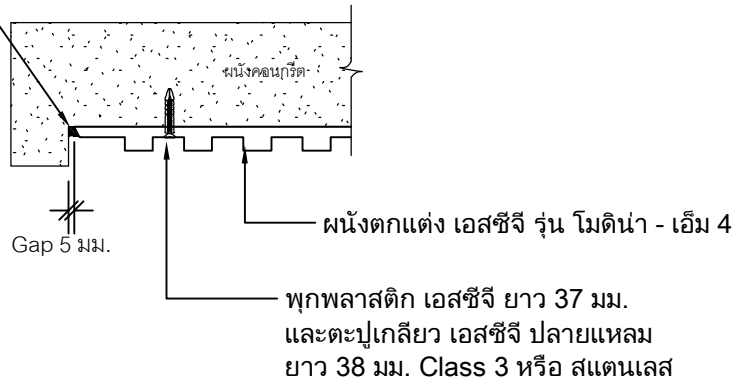 ผนังคอนกรีต
Gap 5 มม.
ผนังตกแต่ง เอสซีจี รุ่น โมดิน่า - เอ็ม 4
พุกพลาสติก เอสซีจี ยาว 37 มม.
และตะปูเกลียว เอสซีจี ปลายแหลม
ยาว 38 มม. Class 3 หรือ สแตนเลส